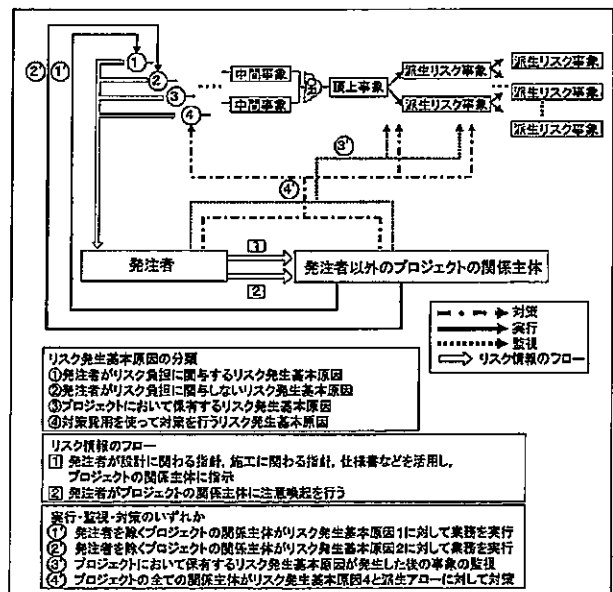 ②' ①'
①
②
③
④
中間事象
中間事象
頂上事象
派生リスク事象
派生リスク事象
派生リスク事象
派生リスク事象
派生リスク事象
③'
④'
発注者
1
2
発注者以外のプロジェクトの関係主体
対策
実行
監視
リスク情報のフロー
リスク発生基本原因の分類
①発注者がリスク負担に関与するリスク発生基本原因
②発注者がリスク負担に関与しないリスク発生基本原因
③プロジェクトにおいて保有するリスク発生基本原因
④対策費用を使って対策を行うリスク発生基本原因
リスク情報のフロー
1 発注者が設計に関わる指針, 施工に関わる指針, 仕様書などを活用し,
プロジェクトの関係主体に指示
2 発注者がプロジェクトの関係主体に注意喚起を行う
実行・監視・対策のいずれか
①' 発注者を除くプロジェクトの関係主体がリスク発生基本原因1に対して業務を実行
②' 発注者を除くプロジェクトの関係主体がリスク発生基本原因2に対して業務を実行
③' プロジェクトにおいて保有するリスク発生基本原因が発生した後の事象の監視
④' プロジェクトの全ての関係主体がリスク発生基本原因4と派生アローに対して対策